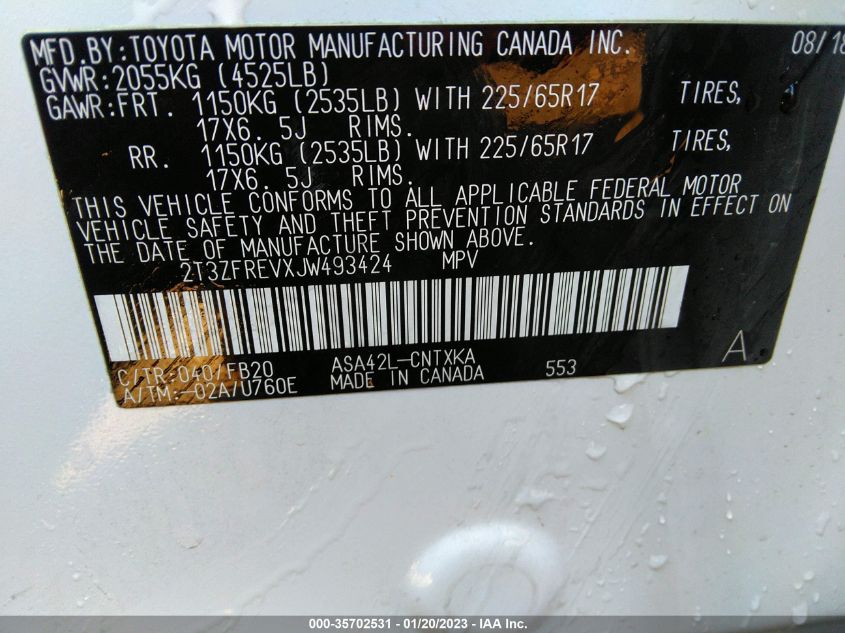 MFD.BY:TOYOTA MOTOR MANUFACTURING CANADA INC. 08/18
GVWR:2055KG (4525LB)
GAWR:FRT. 1150KG (2535LB) WITH 225/65R17 TIRES,
17X6. 5J RIMS.
RR. 1150KG (2535LB) WITH 225/65R17 TIRES,
17X6. 5J RIMS.
THIS VEHICLE CONFORMS TO ALL APPLICABLE FEDERAL MOTOR
VEHICLE SAFETY AND THEFT PREVENTION STANDARDS IN EFFECT ON
THE DATE OF MANUFACTURE SHOWN ABOVE.
2T3ZFREVXJW493424 MPV
C/TR:040/FB20 ASA42L-CNTXKA 553 A
A/TM:-02A/U760E MADE IN CANADA
000-35702531 - 01/20/2023 - IAA Inc.